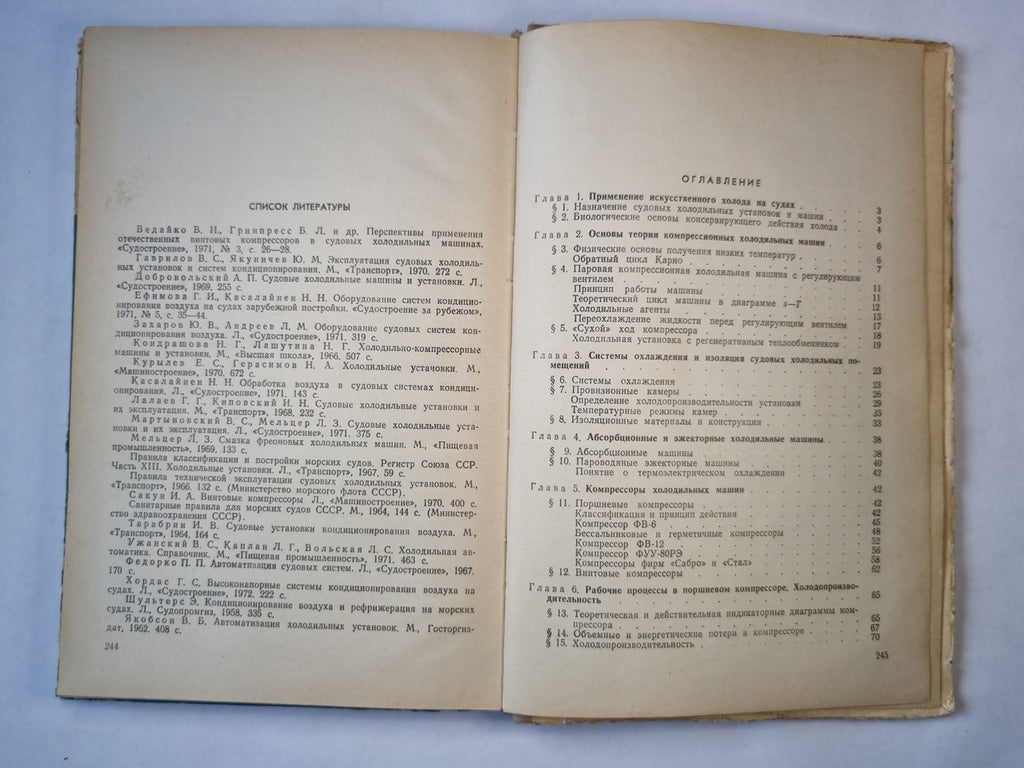 СПИСОК ЛИТЕРАТУРЫ
Ведайко В. И., Гринпресс Б. Л. и др. Перспективы применения
отечественных винтовых компрессоров в судовых холодильных машинах.
«Судостроение», 1971, № 3, с. 26—28.
Гаврилов В. С., Якуничев Ю. М. Эксплуатация судовых холодиль-
ных установок и систем кондиционирования. М., «Транспорт», 1970, 272 с.
Добровольский А. П. Судовые холодильные машины и установки. Л.,
«Судостроение», 1969. 255 с.
Ефимова Г. И., Касалайнен Н. Н. Оборудование систем кондицио-
нирования воздуха на судах зарубежной постройки. «Судостроение за рубежом»,
1971, № 5, с. 35—44.
Захаров Ю. В., Андреев Л. М. Оборудование судовых систем кон-
диционирования воздуха. Л., «Судостроение», 1971. 319 с.
Кондрашова Н. Г., Лашутина Н. Г. Холодильно-компрессорные
машины и установки. М., «Высшая школа», 1966. 507 с.
Курылев Е. С., Герасимов Н. А. Холодильные установки. М.,
«Машиностроение», 1970. 672 с.
Касалайнен Н. Н. Обработка воздуха в судовых системах кондици-
онирования. Л., «Судостроение», 1971. 143 с.
Лалаев Г. Г., Киповский И. Н. Судовые холодильные установки и
их эксплуатация. М., «Транспорт», 1968, 232 с.
Мартыновский В. С., Мельцер Л. З. Судовые холодильные уста-
новки и их эксплуатация. Л., «Судостроение», 1971. 375 с.
Мельцер Л. З. Смазка фреоновых холодильных машин. М., «Пищевая
промышленность», 1969. 133 с.
Правила классификации и постройки морских судов. Регистр Союза ССР.
Часть XIII. Холодильные установки. Л., «Транспорт», 1967, 59 с.
Правила технической эксплуатации судовых холодильных установок. М.,
«Транспорт», 1966. 132 с. (Министерство морского флота СССР).
Сакун И. А. Винтовые компрессоры Л., «Машиностроение», 1970, 400 с.
Санитарные правила для морских судов СССР. М., 1964, 144 с. (Министер-
ство здравоохранения СССР).
Тарабрин И. В. Судовые установки кондиционирования воздуха. М.,
«Транспорт», 1964, 164 с.
Ужанский В. С., Каплан Л. Г., Вольская Л. С. Холодильная ав-
томатика. Справочник. М., «Пищевая промышленность», 1971. 463 с.
Федорко П. П. Автоматизация судовых систем. Л., «Судостроение», 1967.
170 с.
Хордас Г. С. Высоконапорные системы кондиционирования воздуха на
судах. Л., «Судостроение», 1972. 222 с.
Шультерс Э. Кондиционирование воздуха и рефрижерация на морских
судах. Л., Судпромгиз, 1958, 335 с.
Якобсон В. Б. Автоматизация холодильных установок. М., Госторгиз-
дат, 1962. 408 с.
244
ОГЛАВЛЕНИЕ
Глава 1. Применение искусственного холода на судах . . . . . 3
§ 1. Назначение судовых холодильных установок и машин . . . . 3
§ 2. Биологические основы консервирующего действия холода . . . 4
Глава 2. Основы теории компрессионных холодильных машин . . . 6
§ 3. Физические основы получения низких температур . . . . 6
Обратный цикл Карно . . . . 7
§ 4. Паровая компрессионная холодильная машина с регулирующим
вентилем . . . . 11
Принцип работы машины . . . . 11
Теоретический цикл машины в диаграмме s—T . . . . 12
Холодильные агенты . . . . 13
Переохлаждение жидкости перед регулирующим вентилем . . 17
§ 5. «Сухой» ход компрессора . . . . 18
Холодильная установка с регенеративным теплообменником . . 19
Глава 3. Системы охлаждения и изоляция судовых холодильных по-
мещений . . . . 23
§ 6. Системы охлаждения . . . . 23
§ 7. Провизионные камеры . . . . 26
Определение холодопроизводительности установки . . . . 29
Температурные режимы камер . . . . 33
§ 8. Изоляционные материалы и конструкции . . . . 33
Глава 4. Абсорбционные и эжекторные холодильные машины . . . 38
§ 9. Абсорбционные машины . . . . 38
§ 10. Пароводяные эжекторные машины . . . . 40
Понятие о термоэлектрическом охлаждении . . . . 42
Глава 5. Компрессоры холодильных машин . . . . 42
§ 11. Поршневые компрессоры . . . . 42
Классификация и принцип действия . . . . 42
Компрессор ФВ-6 . . . . 45
Бессальниковые и герметичные компрессоры . . . . 48
Компрессор ФВ-12 . . . . 52
Компрессор ФУУ-80РЭ . . . . 56
Компрессоры фирм «Сабро» и «Стал» . . . . 58
§ 12. Винтовые компрессоры . . . . 62
Глава 6. Рабочие процессы в поршневом компрессоре. Холодопроизво-
дительность . . . . 65
§ 13. Теоретическая и действительная индикаторные диаграммы ком-
прессора . . . . 65
§ 14. Объемные и энергетические потери в компрессоре . . . . 67
§ 15. Холодопроизводительность . . . . 70
245